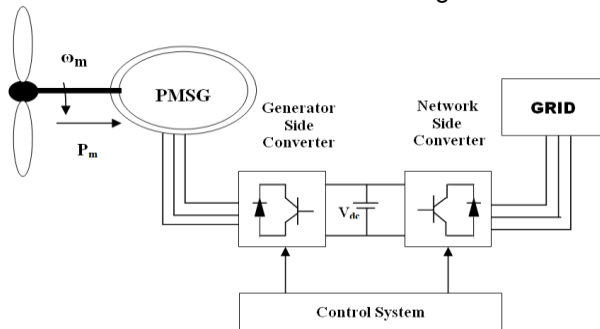 ωm
PMSG
Pm
Generator
Side
Converter
Network
Side
Converter
GRID
Vdc
Control System